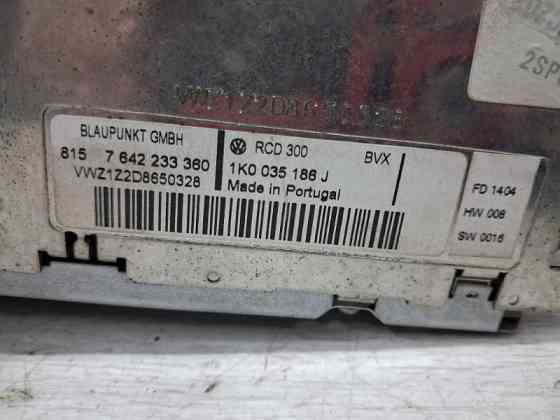 2SP
BLAUPUNKT GMBH
815 7 642 233 360
VWZ1Z2D8650328
RCD 300
BVX
1K0 035 186 J
Made in Portugal
FD 1404
HW 008
SW 0015